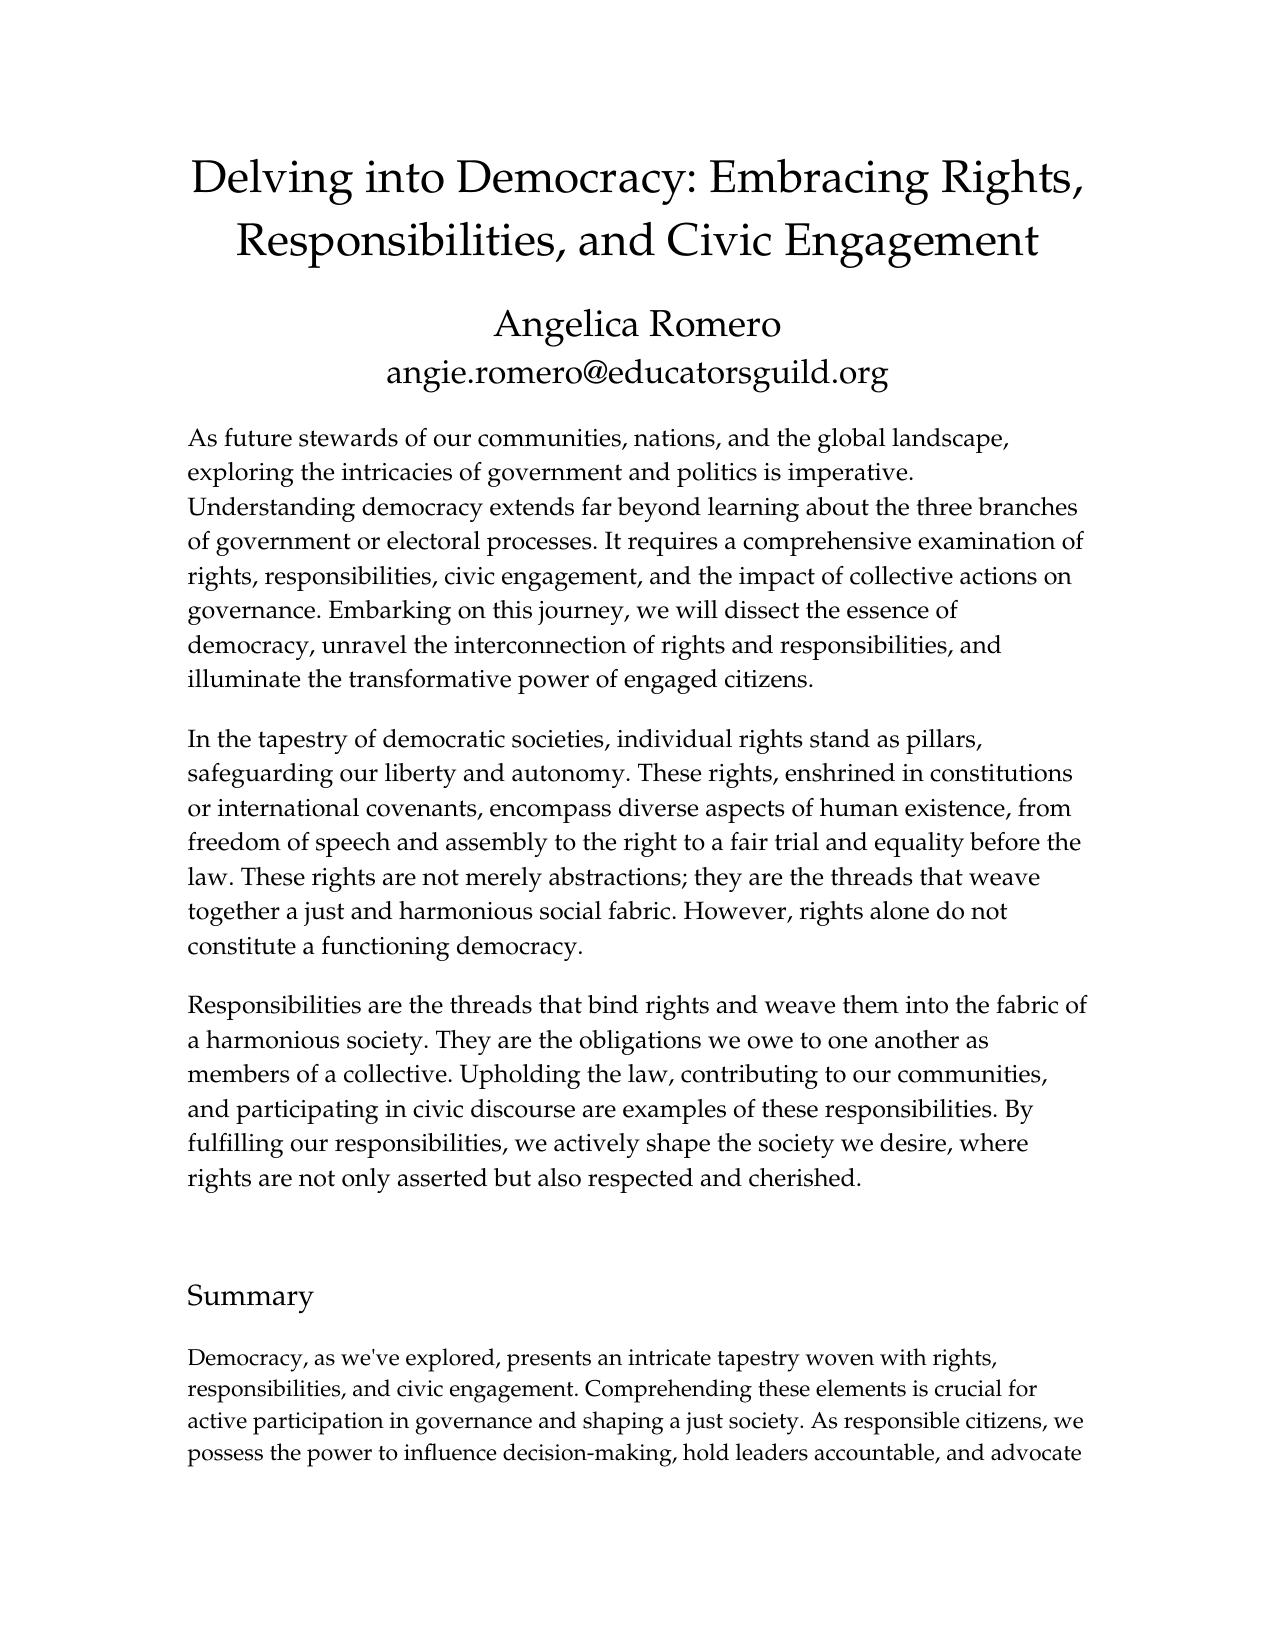 Delving into Democracy: Embracing Rights,
Responsibilities, and Civic Engagement
Angelica Romero
angie.romero@educatorsguild.org
As future stewards of our communities, nations, and the global landscape,
exploring the intricacies of government and politics is imperative.
Understanding democracy extends far beyond learning about the three branches
of government or electoral processes. It requires a comprehensive examination of
rights, responsibilities, civic engagement, and the impact of collective actions on
governance. Embarking on this journey, we will dissect the essence of
democracy, unravel the interconnection of rights and responsibilities, and
illuminate the transformative power of engaged citizens.
In the tapestry of democratic societies, individual rights stand as pillars,
safeguarding our liberty and autonomy. These rights, enshrined in constitutions
or international covenants, encompass diverse aspects of human existence, from
freedom of speech and assembly to the right to a fair trial and equality before the
law. These rights are not merely abstractions; they are the threads that weave
together a just and harmonious social fabric. However, rights alone do not
constitute a functioning democracy.
Responsibilities are the threads that bind rights and weave them into the fabric of
a harmonious society. They are the obligations we owe to one another as
members of a collective. Upholding the law, contributing to our communities,
and participating in civic discourse are examples of these responsibilities. By
fulfilling our responsibilities, we actively shape the society we desire, where
rights are not only asserted but also respected and cherished.
Summary
Democracy, as we've explored, presents an intricate tapestry woven with rights,
responsibilities, and civic engagement. Comprehending these elements is crucial for
active participation in governance and shaping a just society. As responsible citizens, we
possess the power to influence decision-making, hold leaders accountable, and advocate